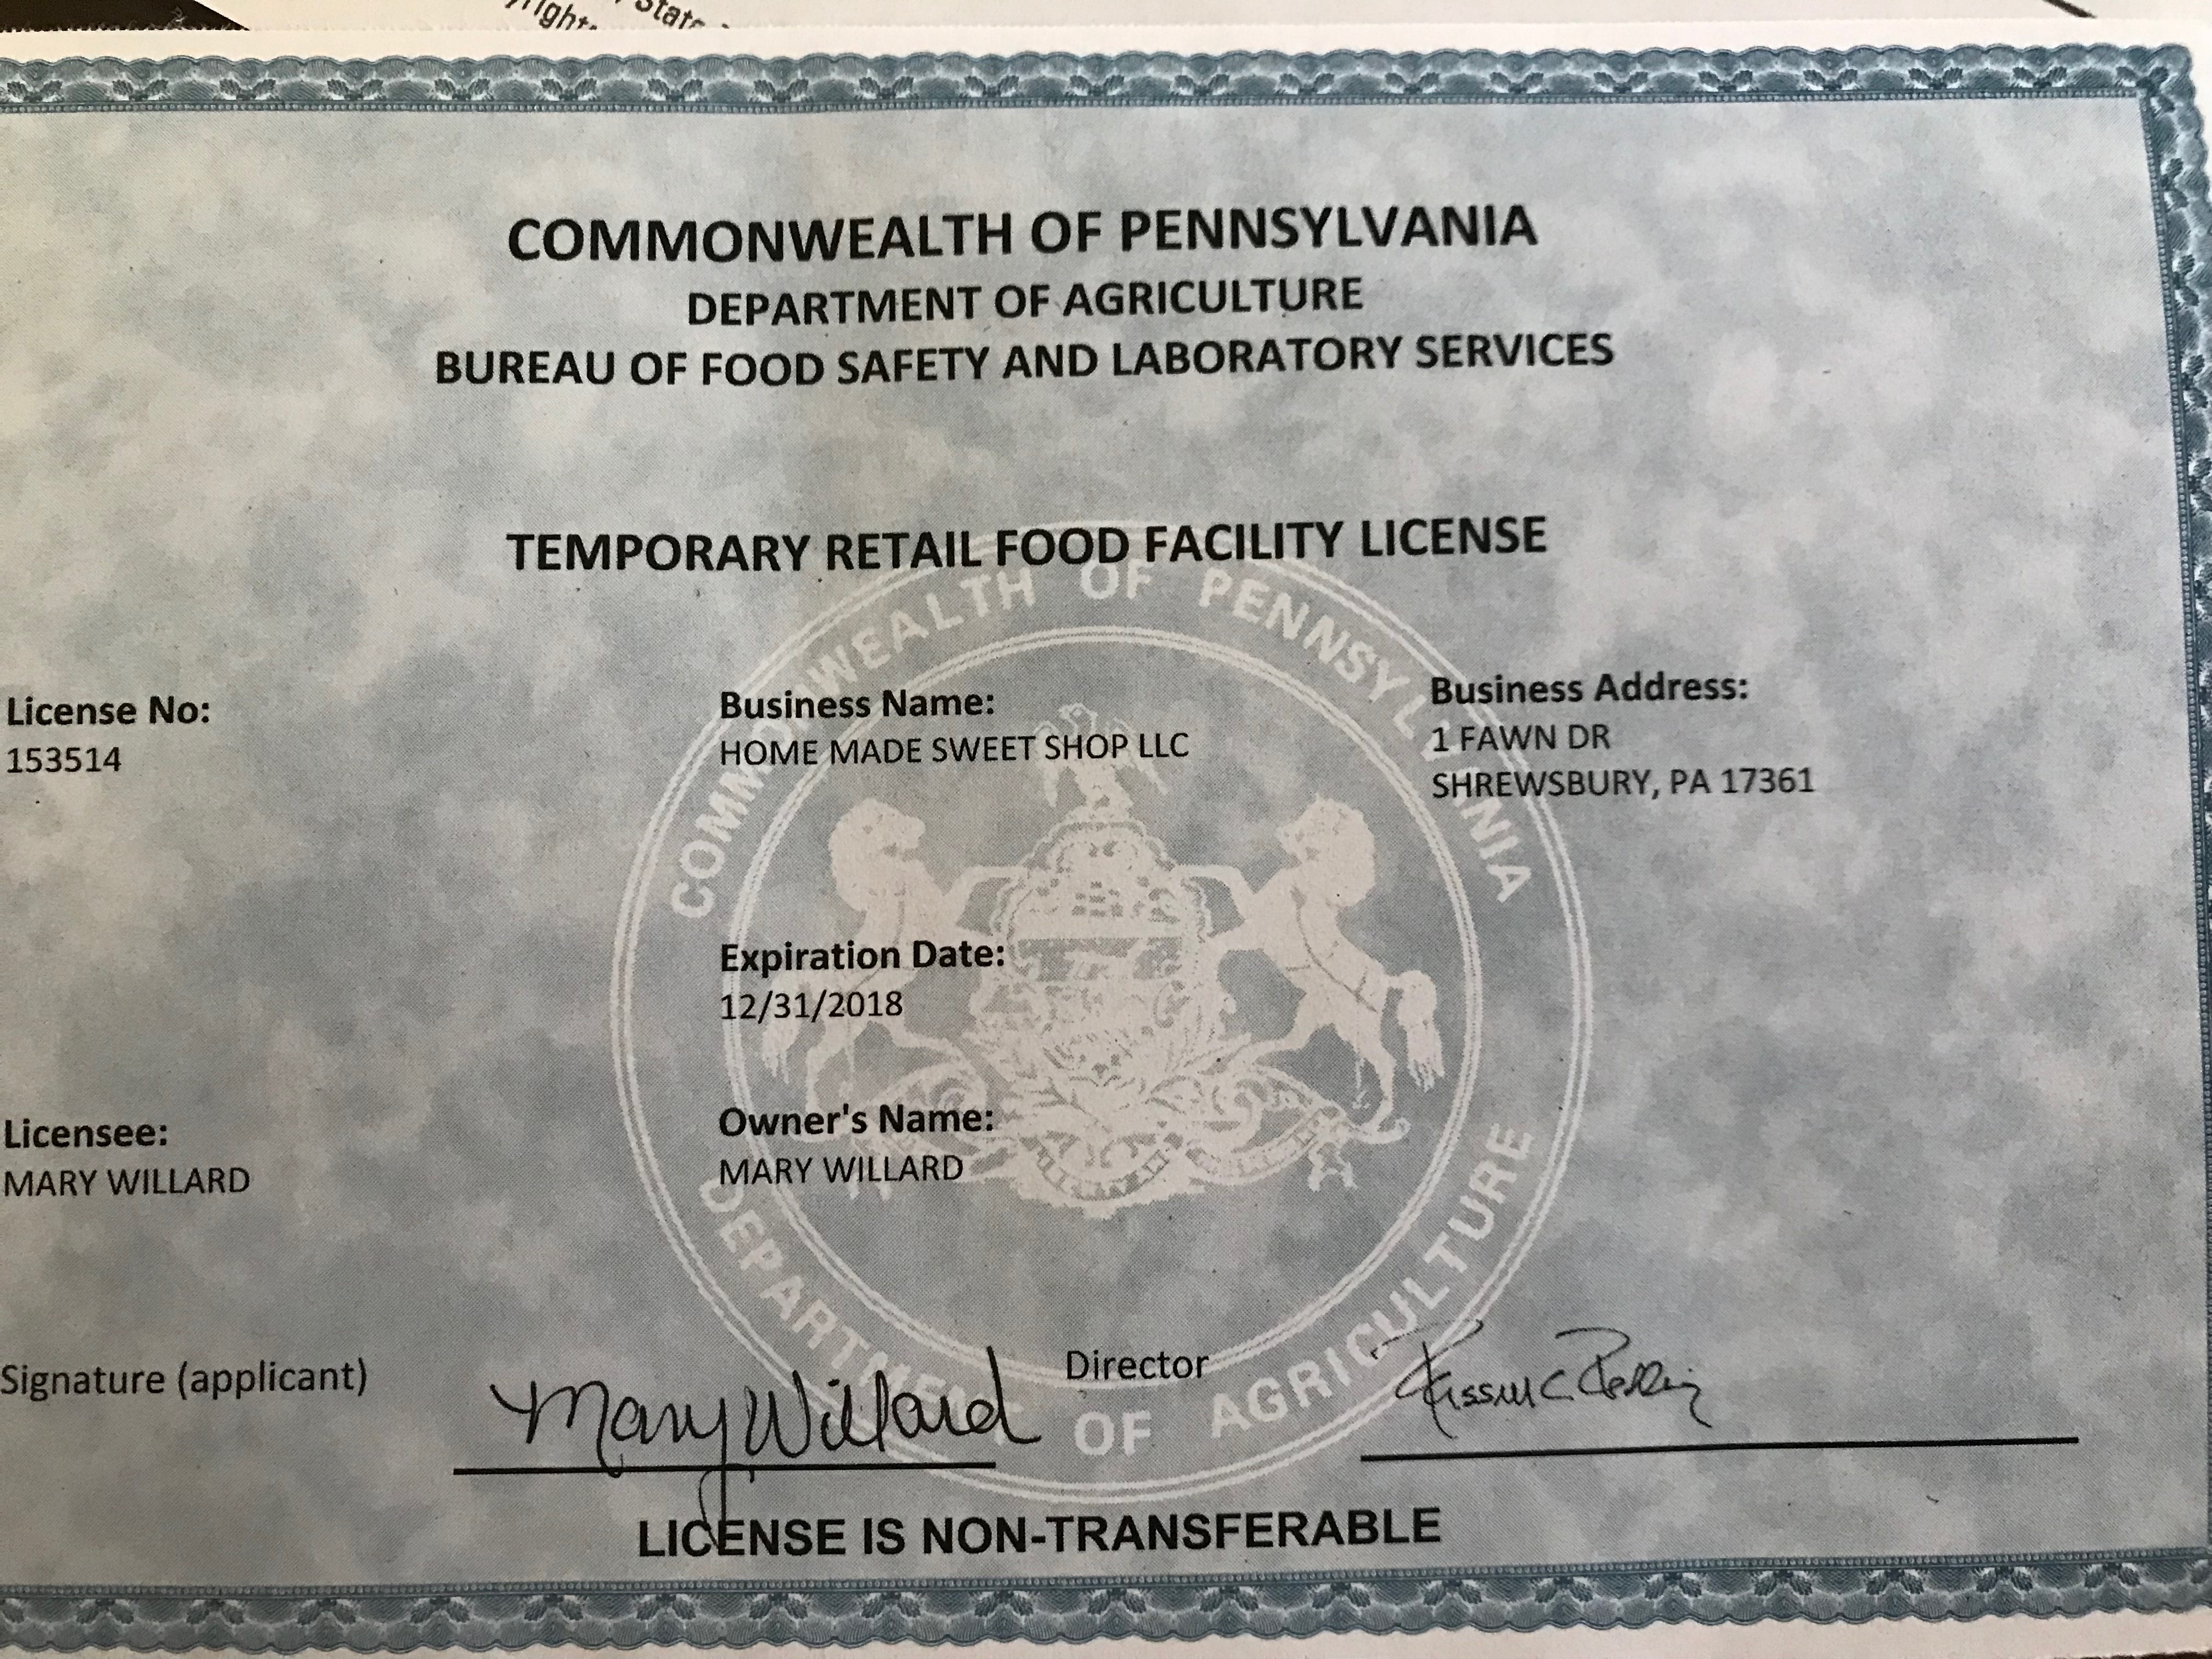 State
COMMONWEALTH OF PENNSYLVANIA
DEPARTMENT OF AGRICULTURE
BUREAU OF FOOD SAFETY AND LABORATORY SERVICES
TEMPORARY RETAIL FOOD FACILITY LICENSE
COMMONWEALTH OF PENNSYLVANIA
License No:
153514
Business Name:
HOME MADE SWEET SHOP LLC
Business Address:
1 FAWN DR
SHREWSBURY, PA 17361
Expiration Date:
12/31/2018
Licensee:
MARY WILLARD
Owner's Name:
MARY WILLARD
DEPARTMENT OF AGRICULTURE
Signature (applicant)
Mary Willard
Director
LICENSE IS NON-TRANSFERABLE